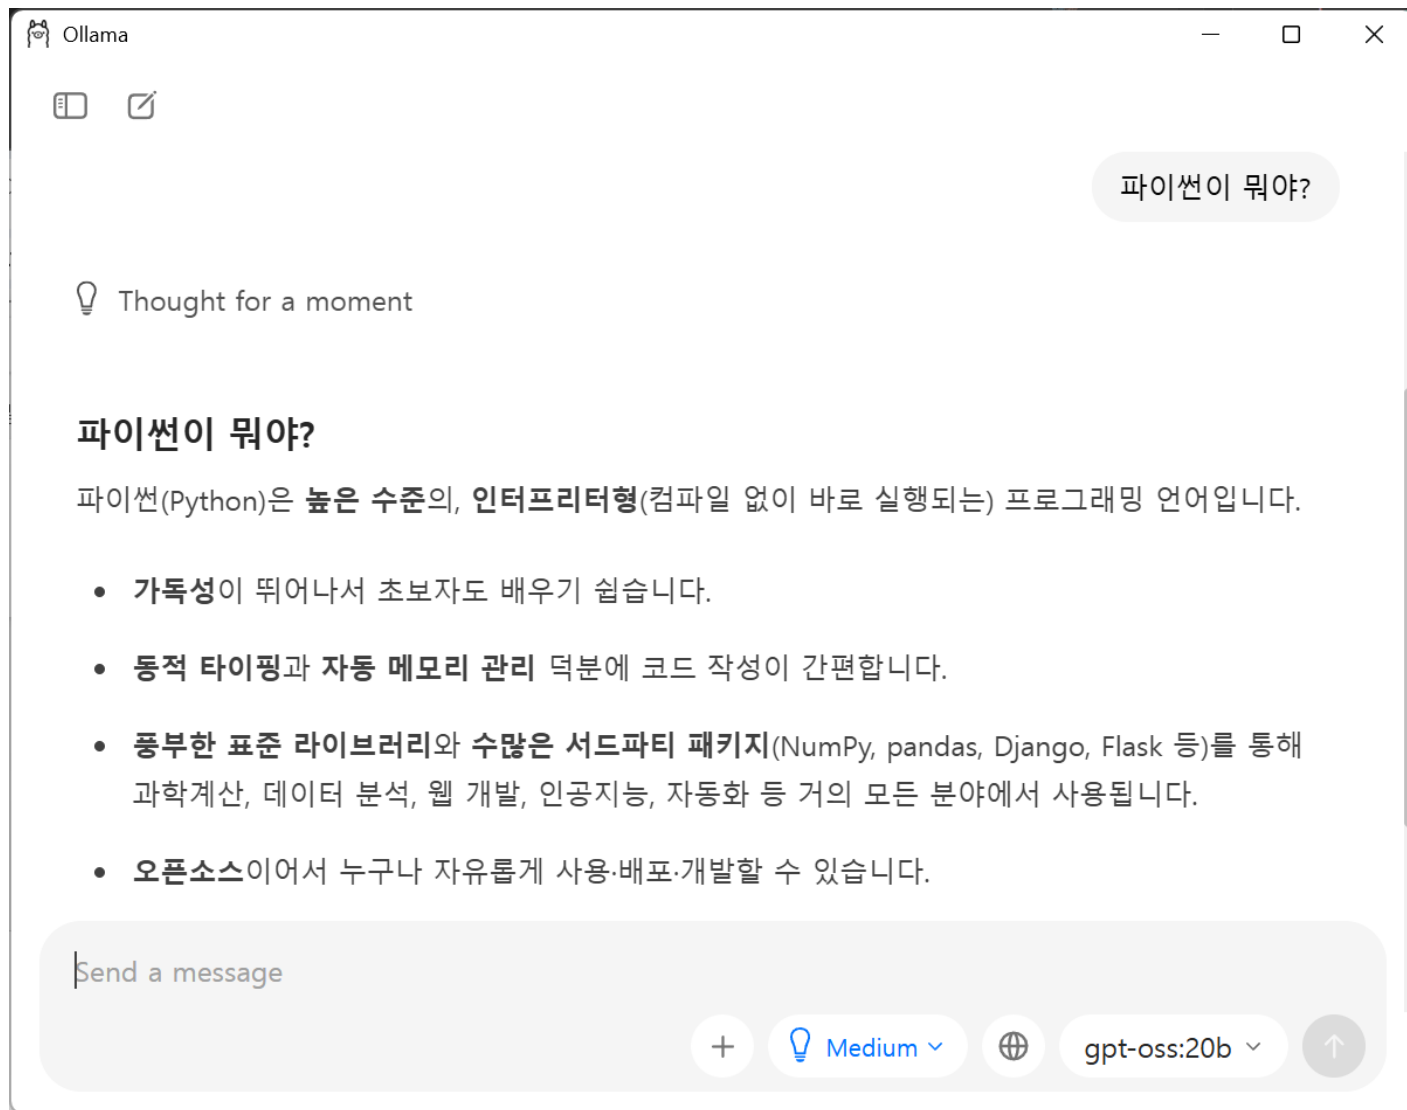 Ollama
파이썬이 뭐야?
Thought for a moment
파이썬이 뭐야?
파이썬(Python)은 높은 수준의, 인터프리터형(컴파일 없이 바로 실행되는) 프로그래밍 언어입니다.
가독성이 뛰어나서 초보자도 배우기 쉽습니다.
동적 타이핑과 자동 메모리 관리 덕분에 코드 작성이 간편합니다.
풍부한 표준 라이브러리와 수많은 서드파티 패키지(NumPy, pandas, Django, Flask 등)를 통해
과학계산, 데이터 분석, 웹 개발, 인공지능, 자동화 등 거의 모든 분야에서 사용됩니다.
오픈소스이어서 누구나 자유롭게 사용·배포·개발할 수 있습니다.
Send a message
Medium gpt-oss:20b